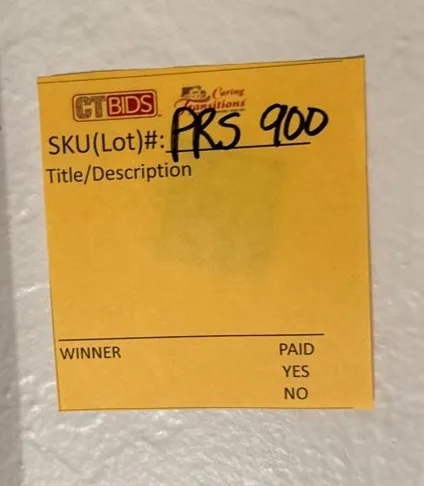 CTBIDS Caring Transitions
SKU(Lot)#: PRS 900
Title/Description
WINNER PAID
YES
NO